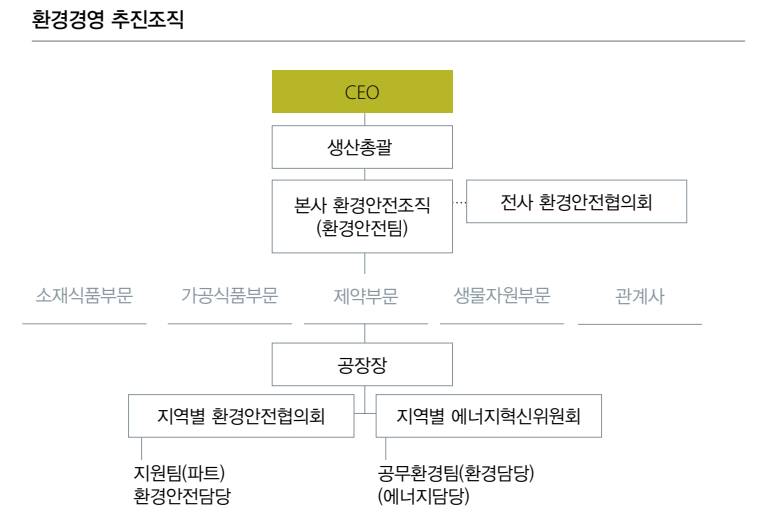 환경경영 추진조직
CEO
생산총괄
본사 환경안전조직
(환경안전팀)
전사 환경안전협의회
소재식품부문
가공식품부문
제약부문
생물자원부문
관계사
공장장
지역별 환경안전협의회
지역별 에너지혁신위원회
지원팀(파트)
환경안전담당
공무환경팀(환경담당)
(에너지담당)